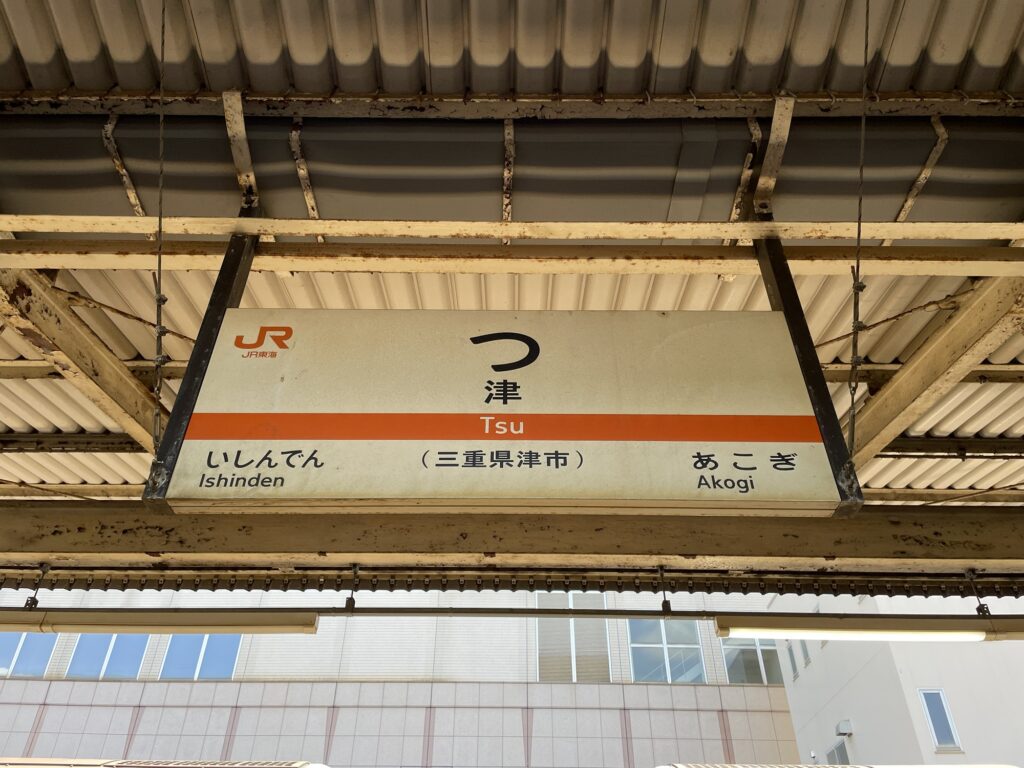 JR
JR東海
つ
津
Tsu
いしんでん
Ishinden
（三重県津市）
あこぎ
Akogi